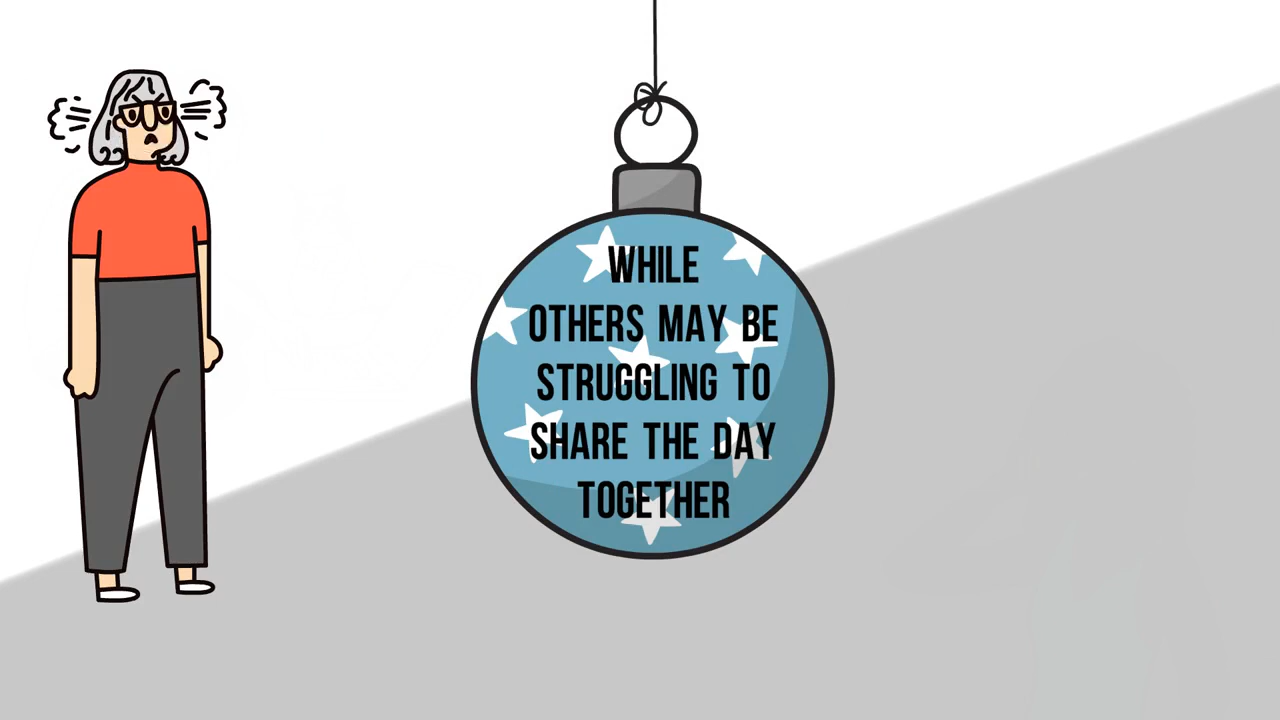 WHILE
OTHERS MAY BE
STRUGGLING TO
SHARE THE DAY
TOGETHER